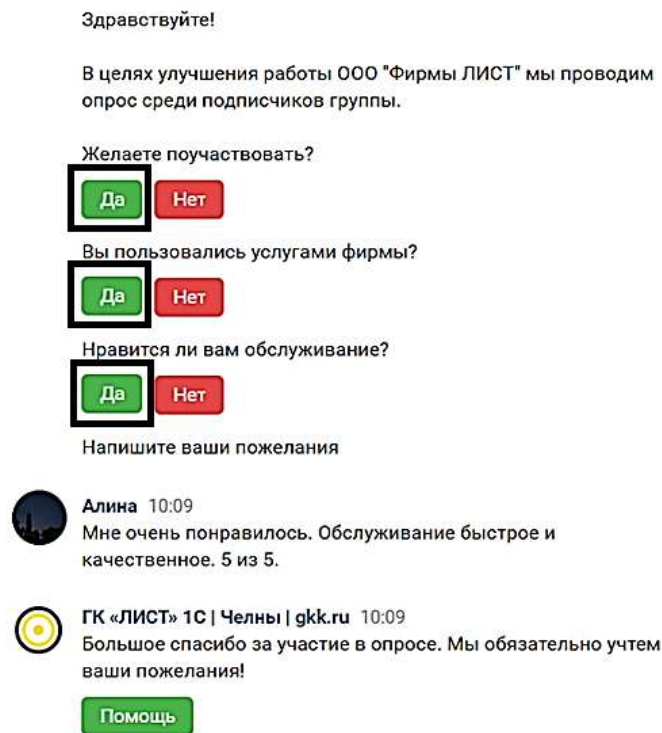 Здравствуйте!
В целях улучшения работы ООО "Фирмы ЛИСТ" мы проводим
опрос среди подписчиков группы.
Желаете поучаствовать?
Да Нет
Вы пользовались услугами фирмы?
Да Нет
Нравится ли вам обслуживание?
Да Нет
Напишите ваши пожелания
Алина 10:09
Мне очень понравилось. Обслуживание быстрое и
качественное. 5 из 5.
ГК «ЛИСТ» 1С | Челны | gkk.ru 10:09
Большое спасибо за участие в опросе. Мы обязательно учтем
ваши пожелания!
Помощь